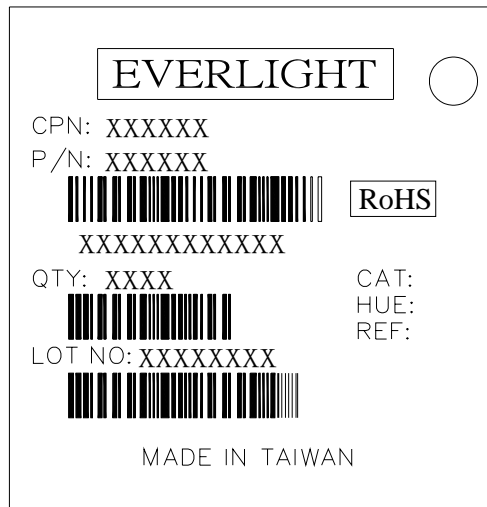 EVERLIGHT
CPN: XXXXXX
P/N: XXXXXX
RoHS
XXXXXXXXXXXX
QTY: XXXX
CAT:
HUE:
REF:
LOT NO: XXXXXXXX
MADE IN TAIWAN